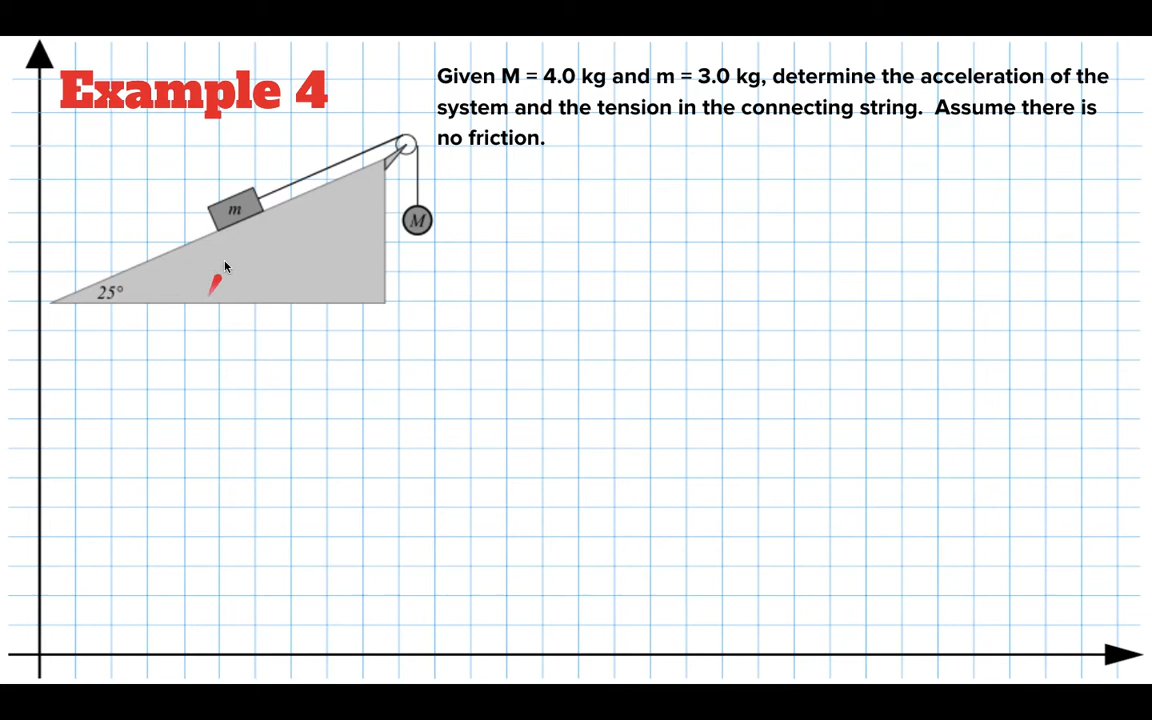 Example 4
Given M = 4.0 kg and m = 3.0 kg, determine the acceleration of the
system and the tension in the connecting string.  Assume there is
no friction.
m
M
25°